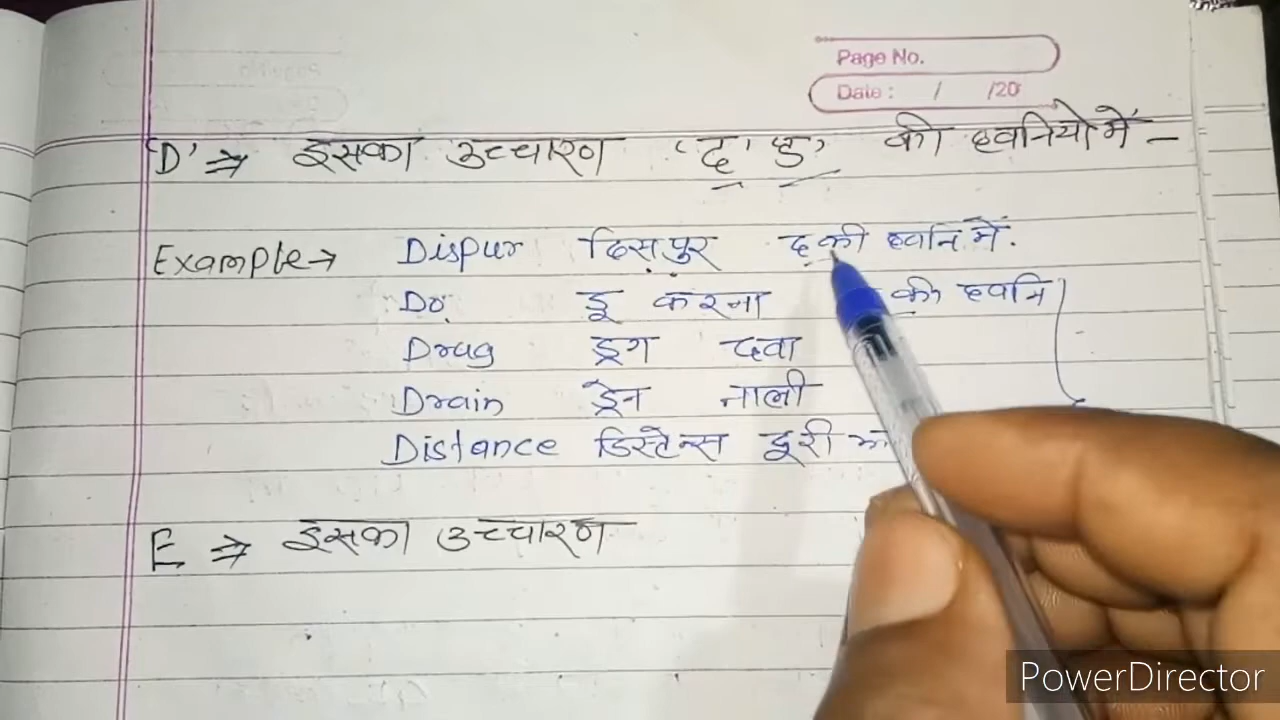 Page No.
Date : / /20
'D' ⇒ इसका उच्चारण 'द' 'ड' की ध्वनियो में –
Example → Dispur दिसपुर द की ध्वनि में.
Do डू करना की ध्वनि
Drug ड्रग दवा
Drain ड्रेन नाली
Distance डिस्टेन्स दूरी
E ⇒ इसका उच्चारण
PowerDirector